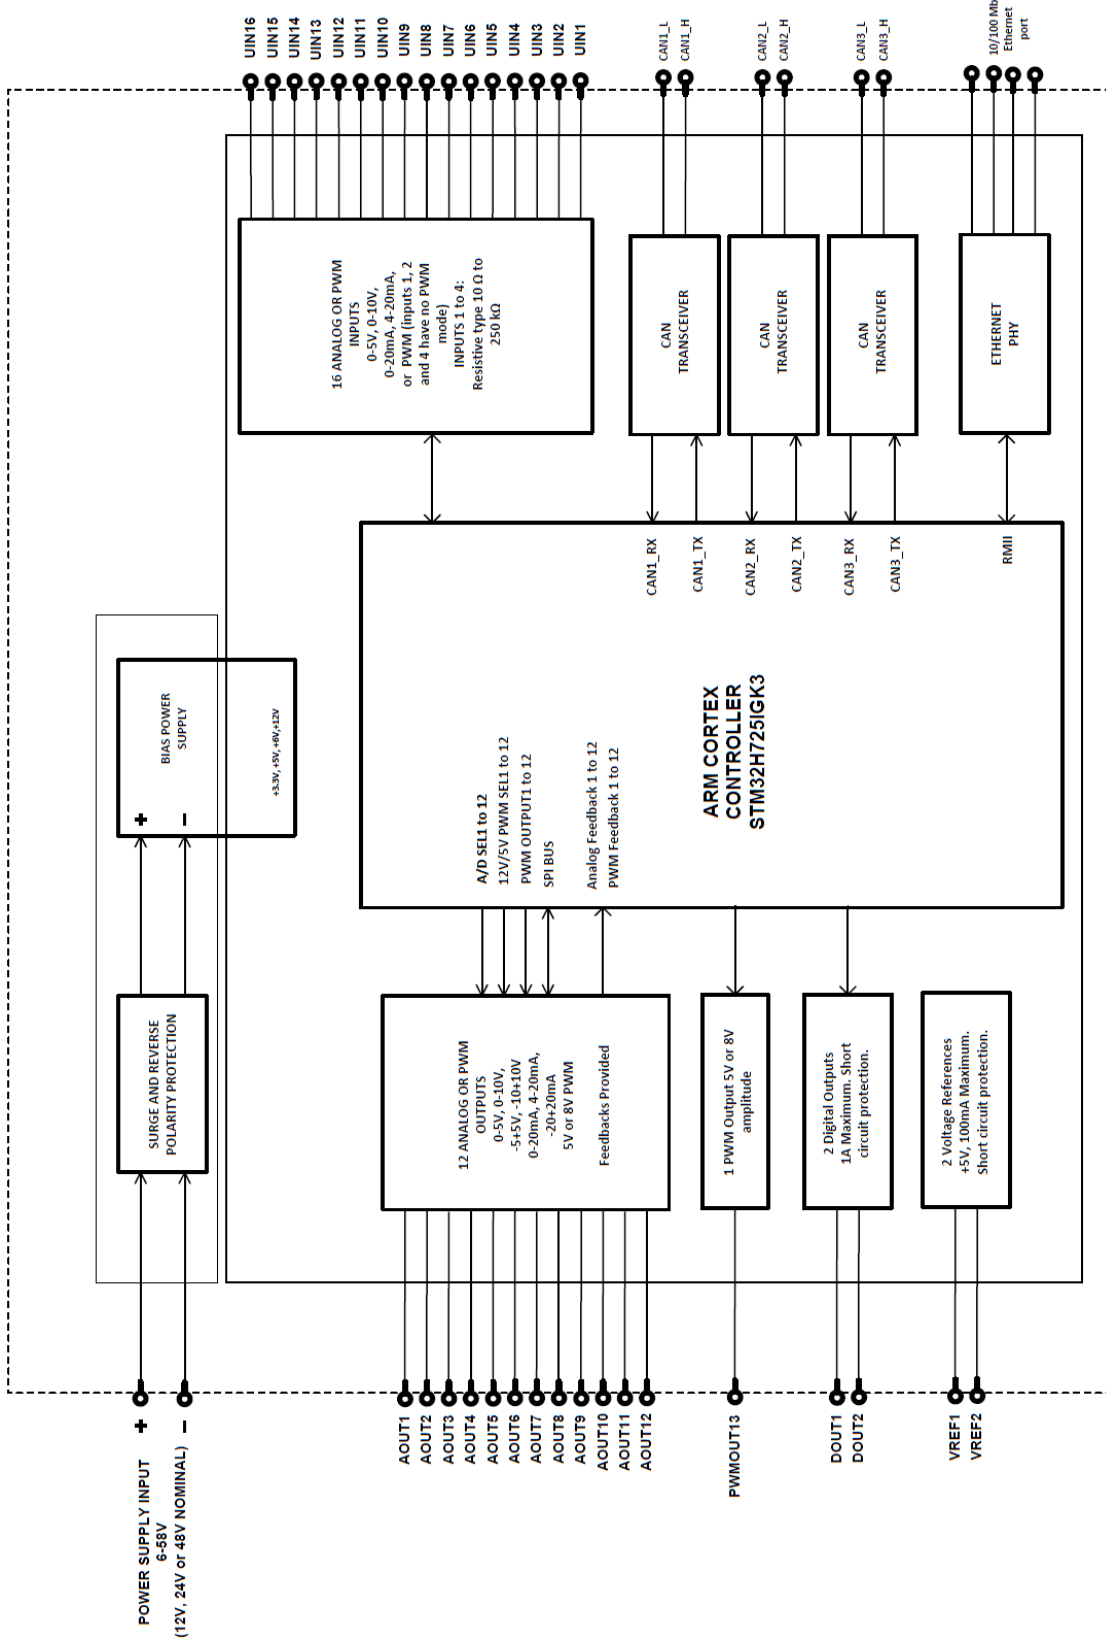 POWER SUPPLY INPUT
6-58V
(12V, 24V or 48V NOMINAL)
+
−
SURGE AND REVERSE
POLARITY PROTECTION
+
−
BIAS POWER
SUPPLY
+3.3V, +5V, +6V,+12V
AOUT1
AOUT2
AOUT3
AOUT4
AOUT5
AOUT6
AOUT7
AOUT8
AOUT9
AOUT10
AOUT11
AOUT12
12 ANALOG OR PWM
OUTPUTS
0-5V, 0-10V,
-5+5V, -10+10V
0-20mA, 4-20mA,
-20+20mA
5V or 8V PWM
Feedbacks Provided
A/D SEL1 to 12
12V/5V PWM SEL1 to 12
PWM OUTPUT1 to 12
SPI BUS
Analog Feedback 1 to 12
PWM Feedback 1 to 12
PWMOUT13
1 PWM Output 5V or 8V
amplitude
DOUT1
DOUT2
2 Digital Outputs
1A Maximum. Short
circuit protection.
VREF1
VREF2
2 Voltage References
+5V, 100mA Maximum.
Short circuit protection.
ARM CORTEX
CONTROLLER
STM32H725IGK3
16 ANALOG OR PWM
INPUTS
0-5V, 0-10V,
0-20mA, 4-20mA,
or PWM (inputs 1, 2
and 4 have no PWM
mode)
INPUTS 1 to 4:
Resistive type 10 Ω to
250 kΩ
UIN16
UIN15
UIN14
UIN13
UIN12
UIN11
UIN10
UIN9
UIN8
UIN7
UIN6
UIN5
UIN4
UIN3
UIN2
UIN1
CAN1_RX
CAN1_TX
CAN
TRANSCEIVER
CAN1_L
CAN1_H
CAN2_RX
CAN2_TX
CAN
TRANSCEIVER
CAN2_L
CAN2_H
CAN3_RX
CAN3_TX
CAN
TRANSCEIVER
CAN3_L
CAN3_H
RMII
ETHERNET
PHY
10/100 Mb
Ethernet
port